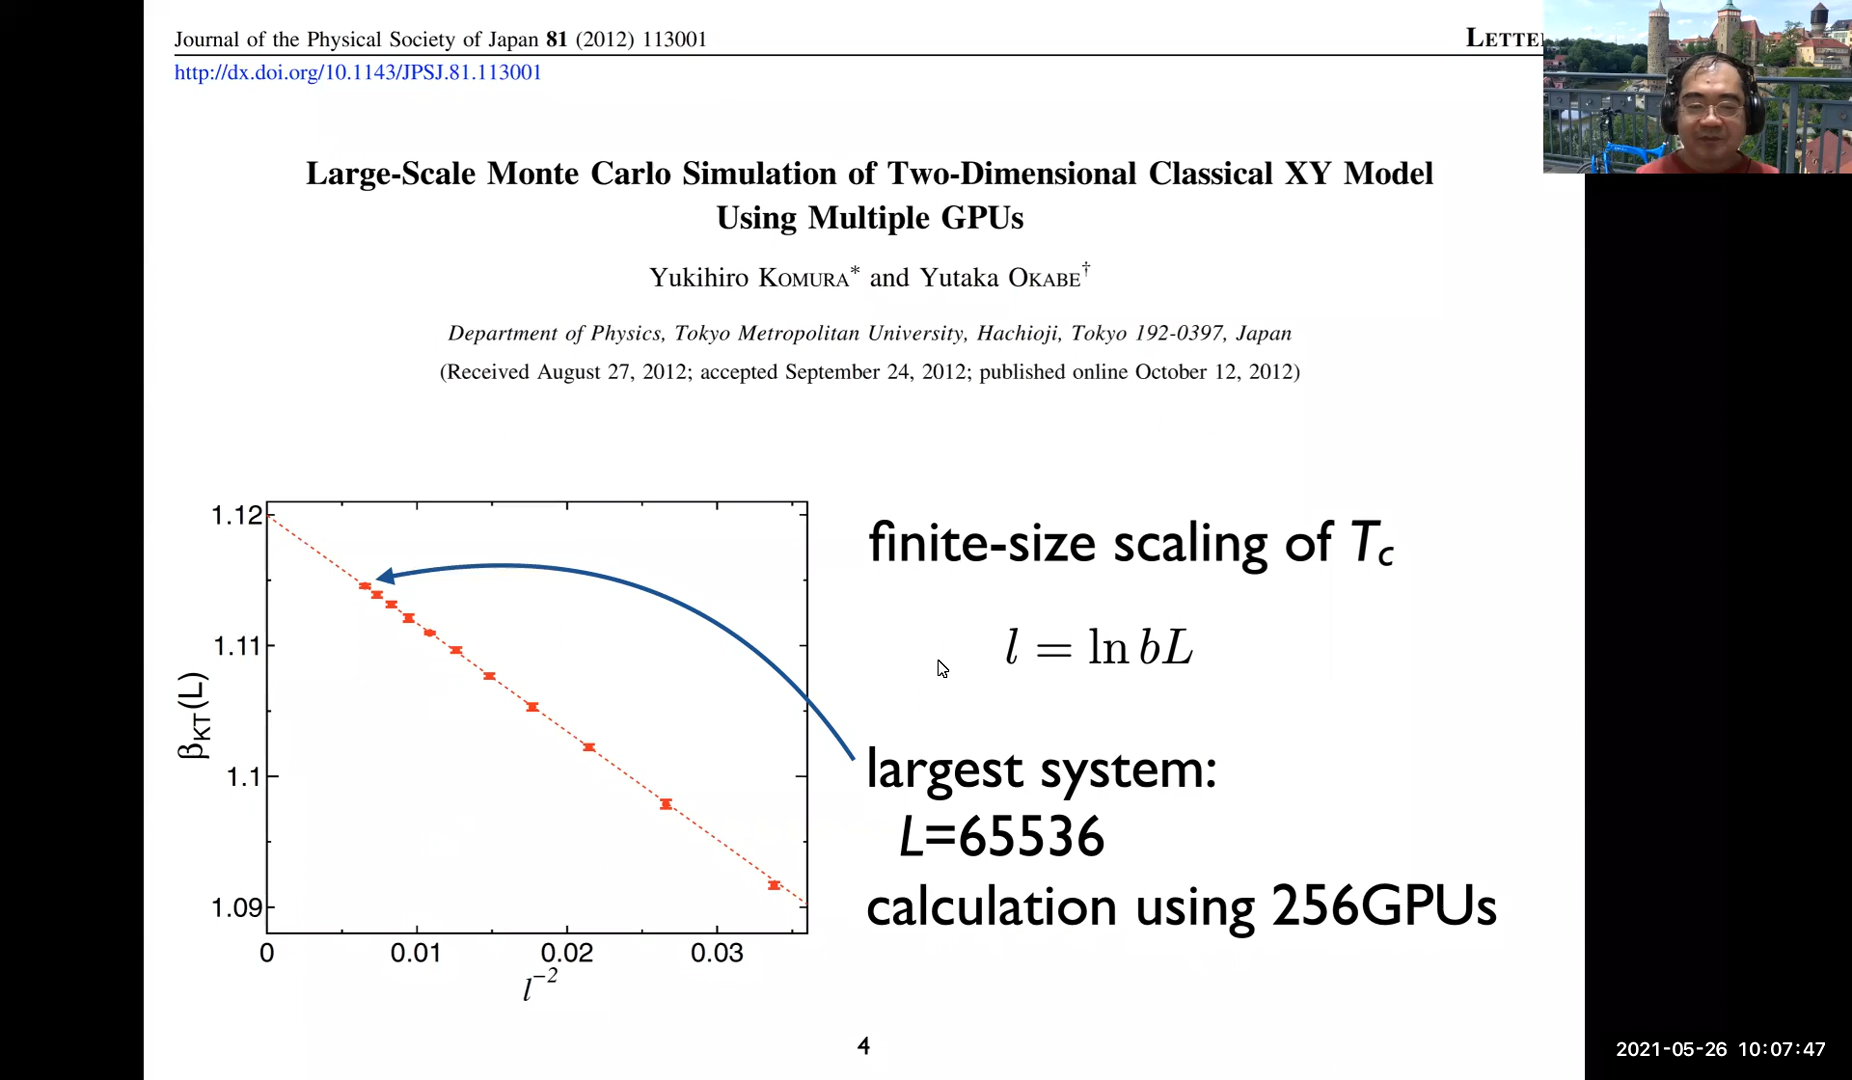 Journal of the Physical Society of Japan 81 (2012) 113001
LETTE
http://dx.doi.org/10.1143/JPSJ.81.113001
Large-Scale Monte Carlo Simulation of Two-Dimensional Classical XY Model
Using Multiple GPUs
Yukihiro KOMURA* and Yutaka OKABE†
Department of Physics, Tokyo Metropolitan University, Hachioji, Tokyo 192-0397, Japan
(Received August 27, 2012; accepted September 24, 2012; published online October 12, 2012)
1.12
1.11
1.1
1.09
βKT(L)
0 0.01 0.02 0.03
l⁻²
finite-size scaling of Tc
l = ln bL
largest system:
L=65536
calculation using 256GPUs
4
2021-05-26 10:07:47